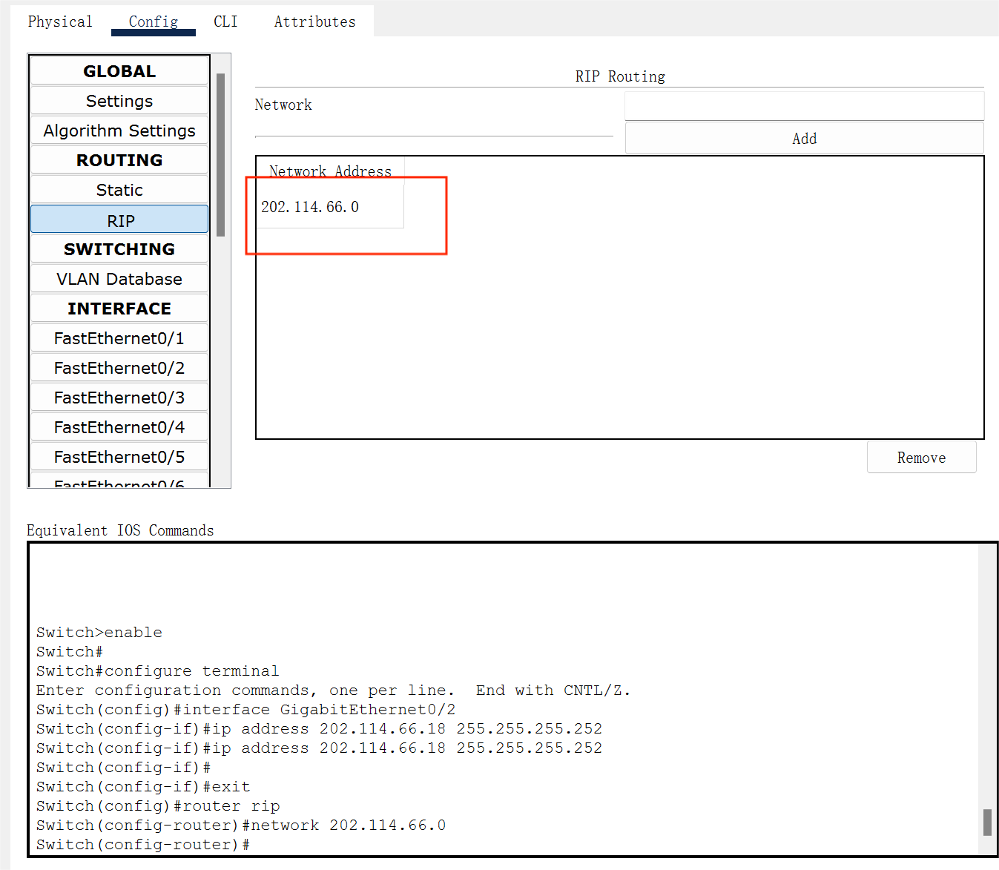 Physical Config CLI Attributes
GLOBAL
Settings
Algorithm Settings
ROUTING
Static
RIP
SWITCHING
VLAN Database
INTERFACE
FastEthernet0/1
FastEthernet0/2
FastEthernet0/3
FastEthernet0/4
FastEthernet0/5
FastEthernet0/6
RIP Routing
Network
Add
Network Address
202.114.66.0
Remove
Equivalent IOS Commands
Switch>enable
Switch#
Switch#configure terminal
Enter configuration commands, one per line.  End with CNTL/Z.
Switch(config)#interface GigabitEthernet0/2
Switch(config-if)#ip address 202.114.66.18 255.255.255.252
Switch(config-if)#ip address 202.114.66.18 255.255.255.252
Switch(config-if)#
Switch(config-if)#exit
Switch(config)#router rip
Switch(config-router)#network 202.114.66.0
Switch(config-router)#